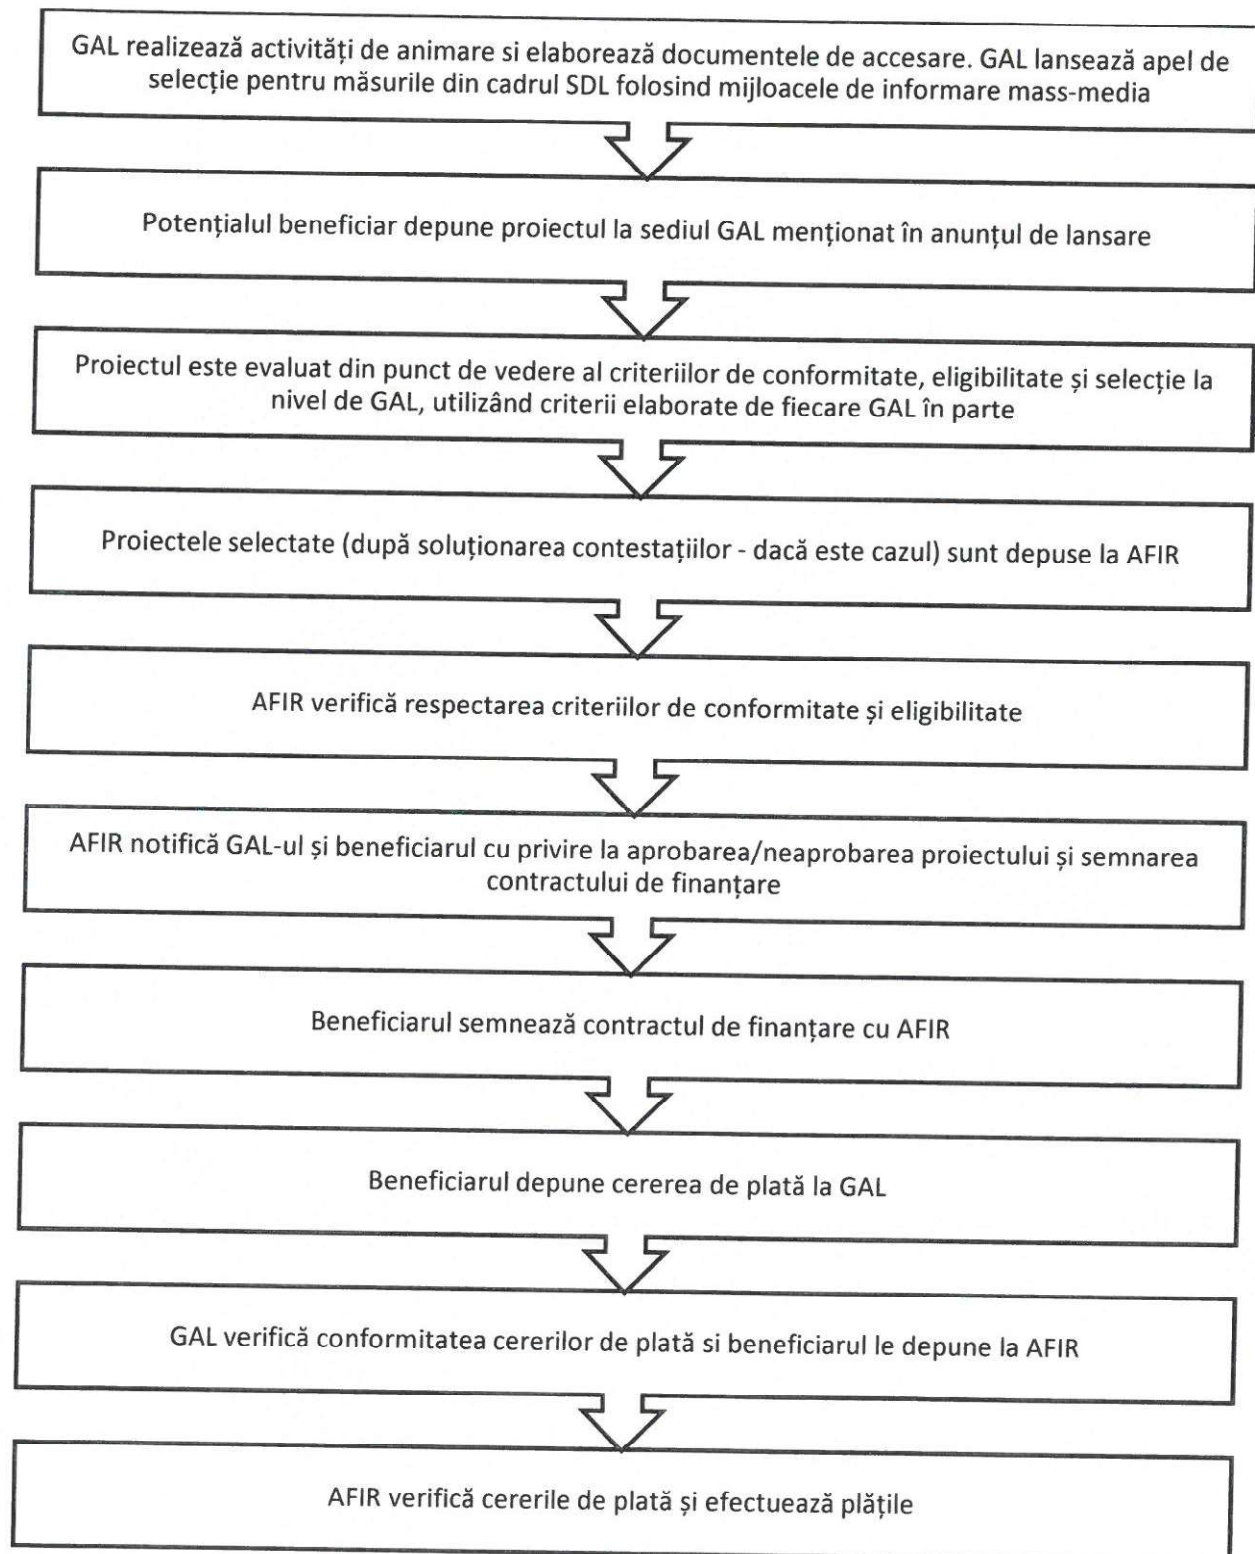 GAL realizează activități de animare si elaborează documentele de accesare. GAL lansează apel de
selecție pentru măsurile din cadrul SDL folosind mijloacele de informare mass-media
Potențialul beneficiar depune proiectul la sediul GAL menționat în anunțul de lansare
Proiectul este evaluat din punct de vedere al criteriilor de conformitate, eligibilitate și selecție la
nivel de GAL, utilizând criterii elaborate de fiecare GAL în parte
Proiectele selectate (după soluționarea contestațiilor - dacă este cazul) sunt depuse la AFIR
AFIR verifică respectarea criteriilor de conformitate și eligibilitate
AFIR notifică GAL-ul și beneficiarul cu privire la aprobarea/neaprobarea proiectului și semnarea
contractului de finanțare
Beneficiarul semnează contractul de finanțare cu AFIR
Beneficiarul depune cererea de plată la GAL
GAL verifică conformitatea cererilor de plată si beneficiarul le depune la AFIR
AFIR verifică cererile de plată și efectuează plățile